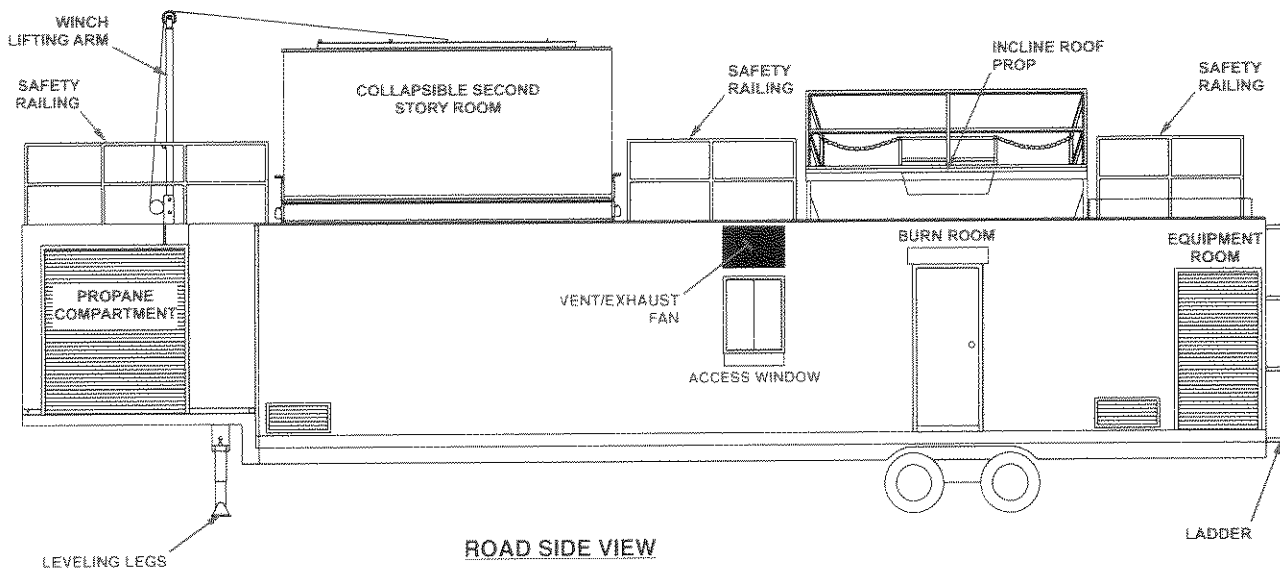 WINCH
LIFTING ARM
SAFETY
RAILING
COLLAPSIBLE SECOND
STORY ROOM
SAFETY
RAILING
INCLINE ROOF
PROP
SAFETY
RAILING
PROPANE
COMPARTMENT
VENT/EXHAUST
FAN
ACCESS WINDOW
BURN ROOM
EQUIPMENT
ROOM
LEVELING LEGS
ROAD SIDE VIEW
LADDER